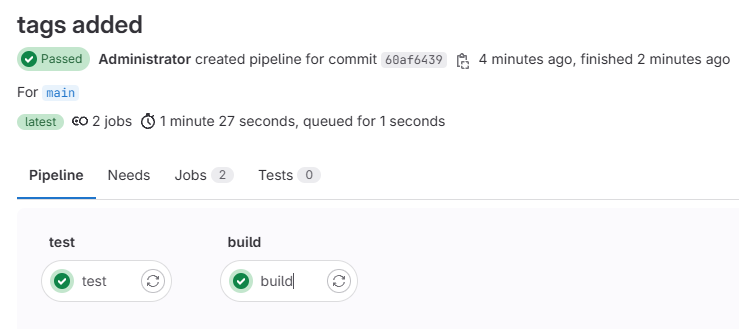 tags added
Passed Administrator created pipeline for commit 60af6439 4 minutes ago, finished 2 minutes ago
For main
latest 2 jobs 1 minute 27 seconds, queued for 1 seconds
Pipeline Needs Jobs 2 Tests 0
test build
test build